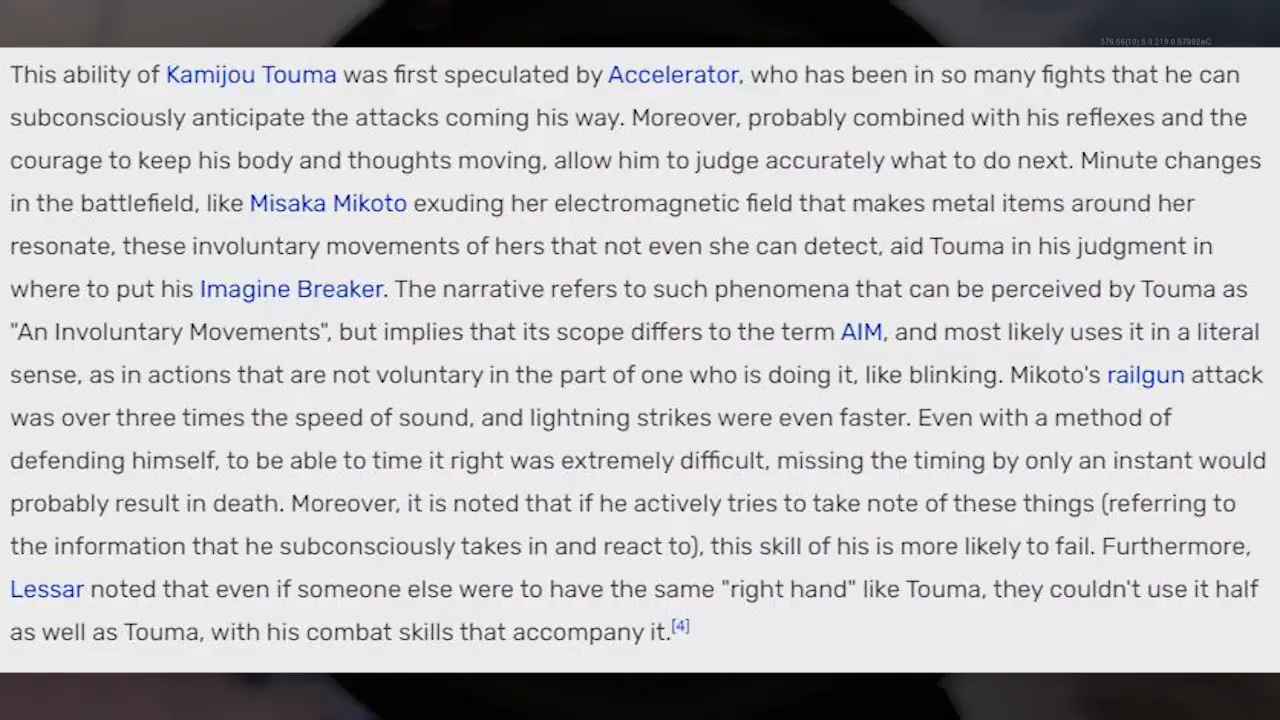 This ability of Kamijou Touma was first speculated by Accelerator, who has been in so many fights that he can
subconsciously anticipate the attacks coming his way. Moreover, probably combined with his reflexes and the
courage to keep his body and thoughts moving, allow him to judge accurately what to do next. Minute changes
in the battlefield, like Misaka Mikoto exuding her electromagnetic field that makes metal items around her
resonate, these involuntary movements of hers that not even she can detect, aid Touma in his judgment in
where to put his Imagine Breaker. The narrative refers to such phenomena that can be perceived by Touma as
"An Involuntary Movements", but implies that its scope differs to the term AIM, and most likely uses it in a literal
sense, as in actions that are not voluntary in the part of one who is doing it, like blinking. Mikoto's railgun attack
was over three times the speed of sound, and lightning strikes were even faster. Even with a method of
defending himself, to be able to time it right was extremely difficult, missing the timing by only an instant would
probably result in death. Moreover, it is noted that if he actively tries to take note of these things (referring to
the information that he subconsciously takes in and react to), this skill of his is more likely to fail. Furthermore,
Lessar noted that even if someone else were to have the same "right hand" like Touma, they couldn't use it half
as well as Touma, with his combat skills that accompany it.[4]